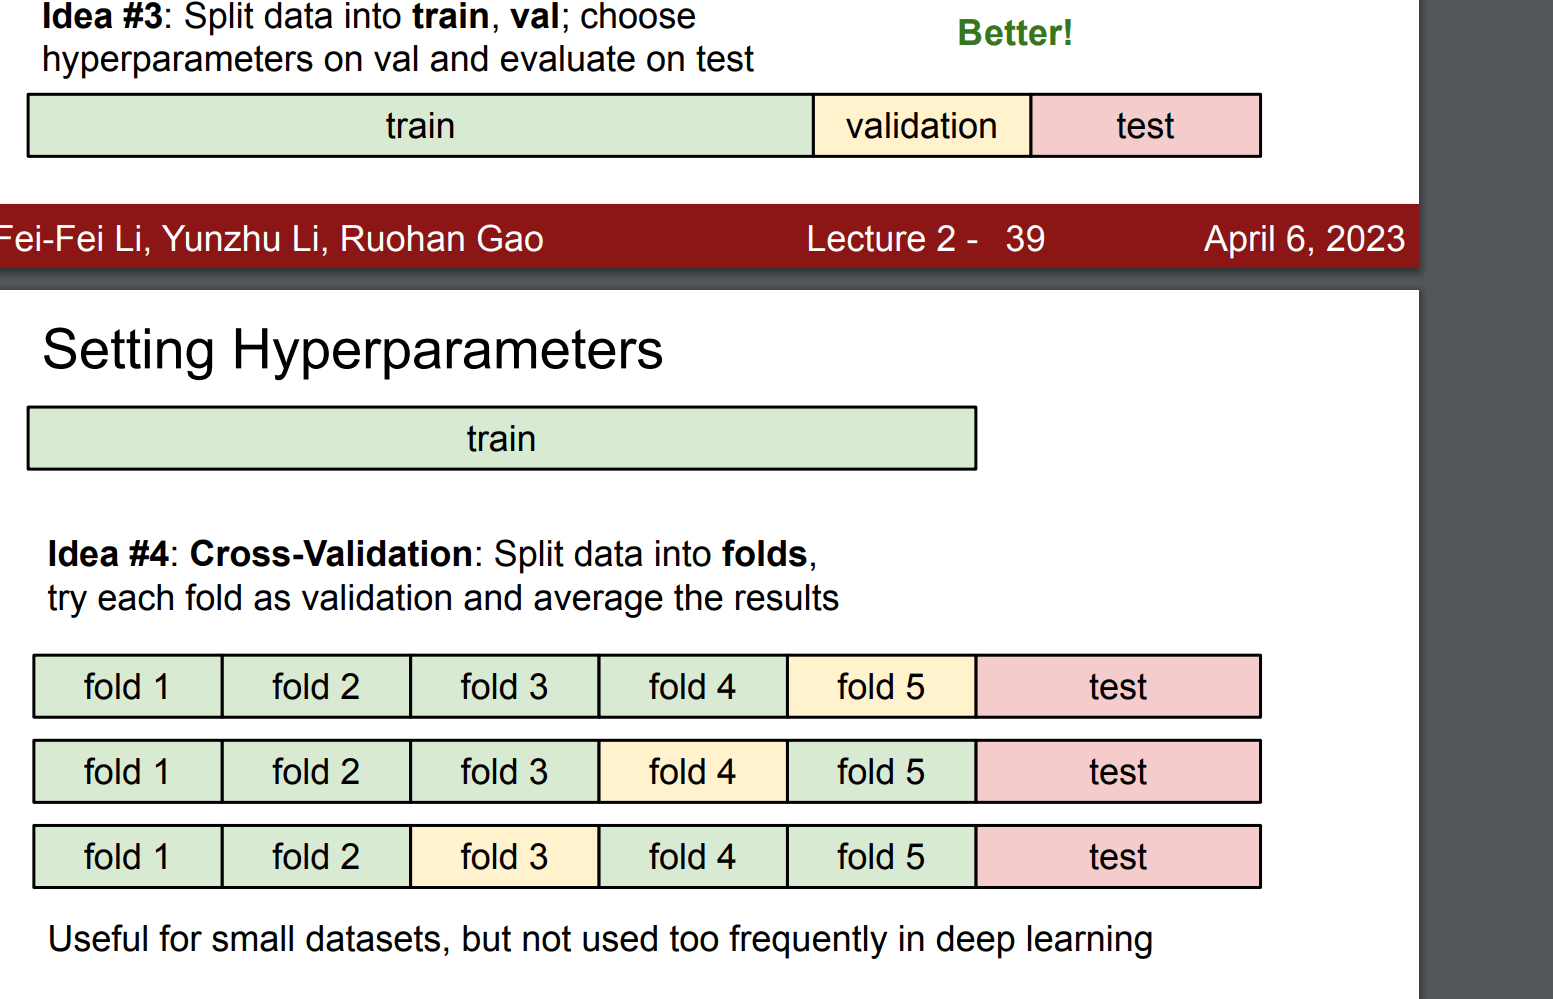 Idea #3: Split data into train, val; choose
hyperparameters on val and evaluate on test
Better!
train validation test
Fei-Fei Li, Yunzhu Li, Ruohan Gao Lecture 2 - 39 April 6, 2023
Setting Hyperparameters
train
Idea #4: Cross-Validation: Split data into folds,
try each fold as validation and average the results
fold 1 fold 2 fold 3 fold 4 fold 5 test
fold 1 fold 2 fold 3 fold 4 fold 5 test
fold 1 fold 2 fold 3 fold 4 fold 5 test
Useful for small datasets, but not used too frequently in deep learning